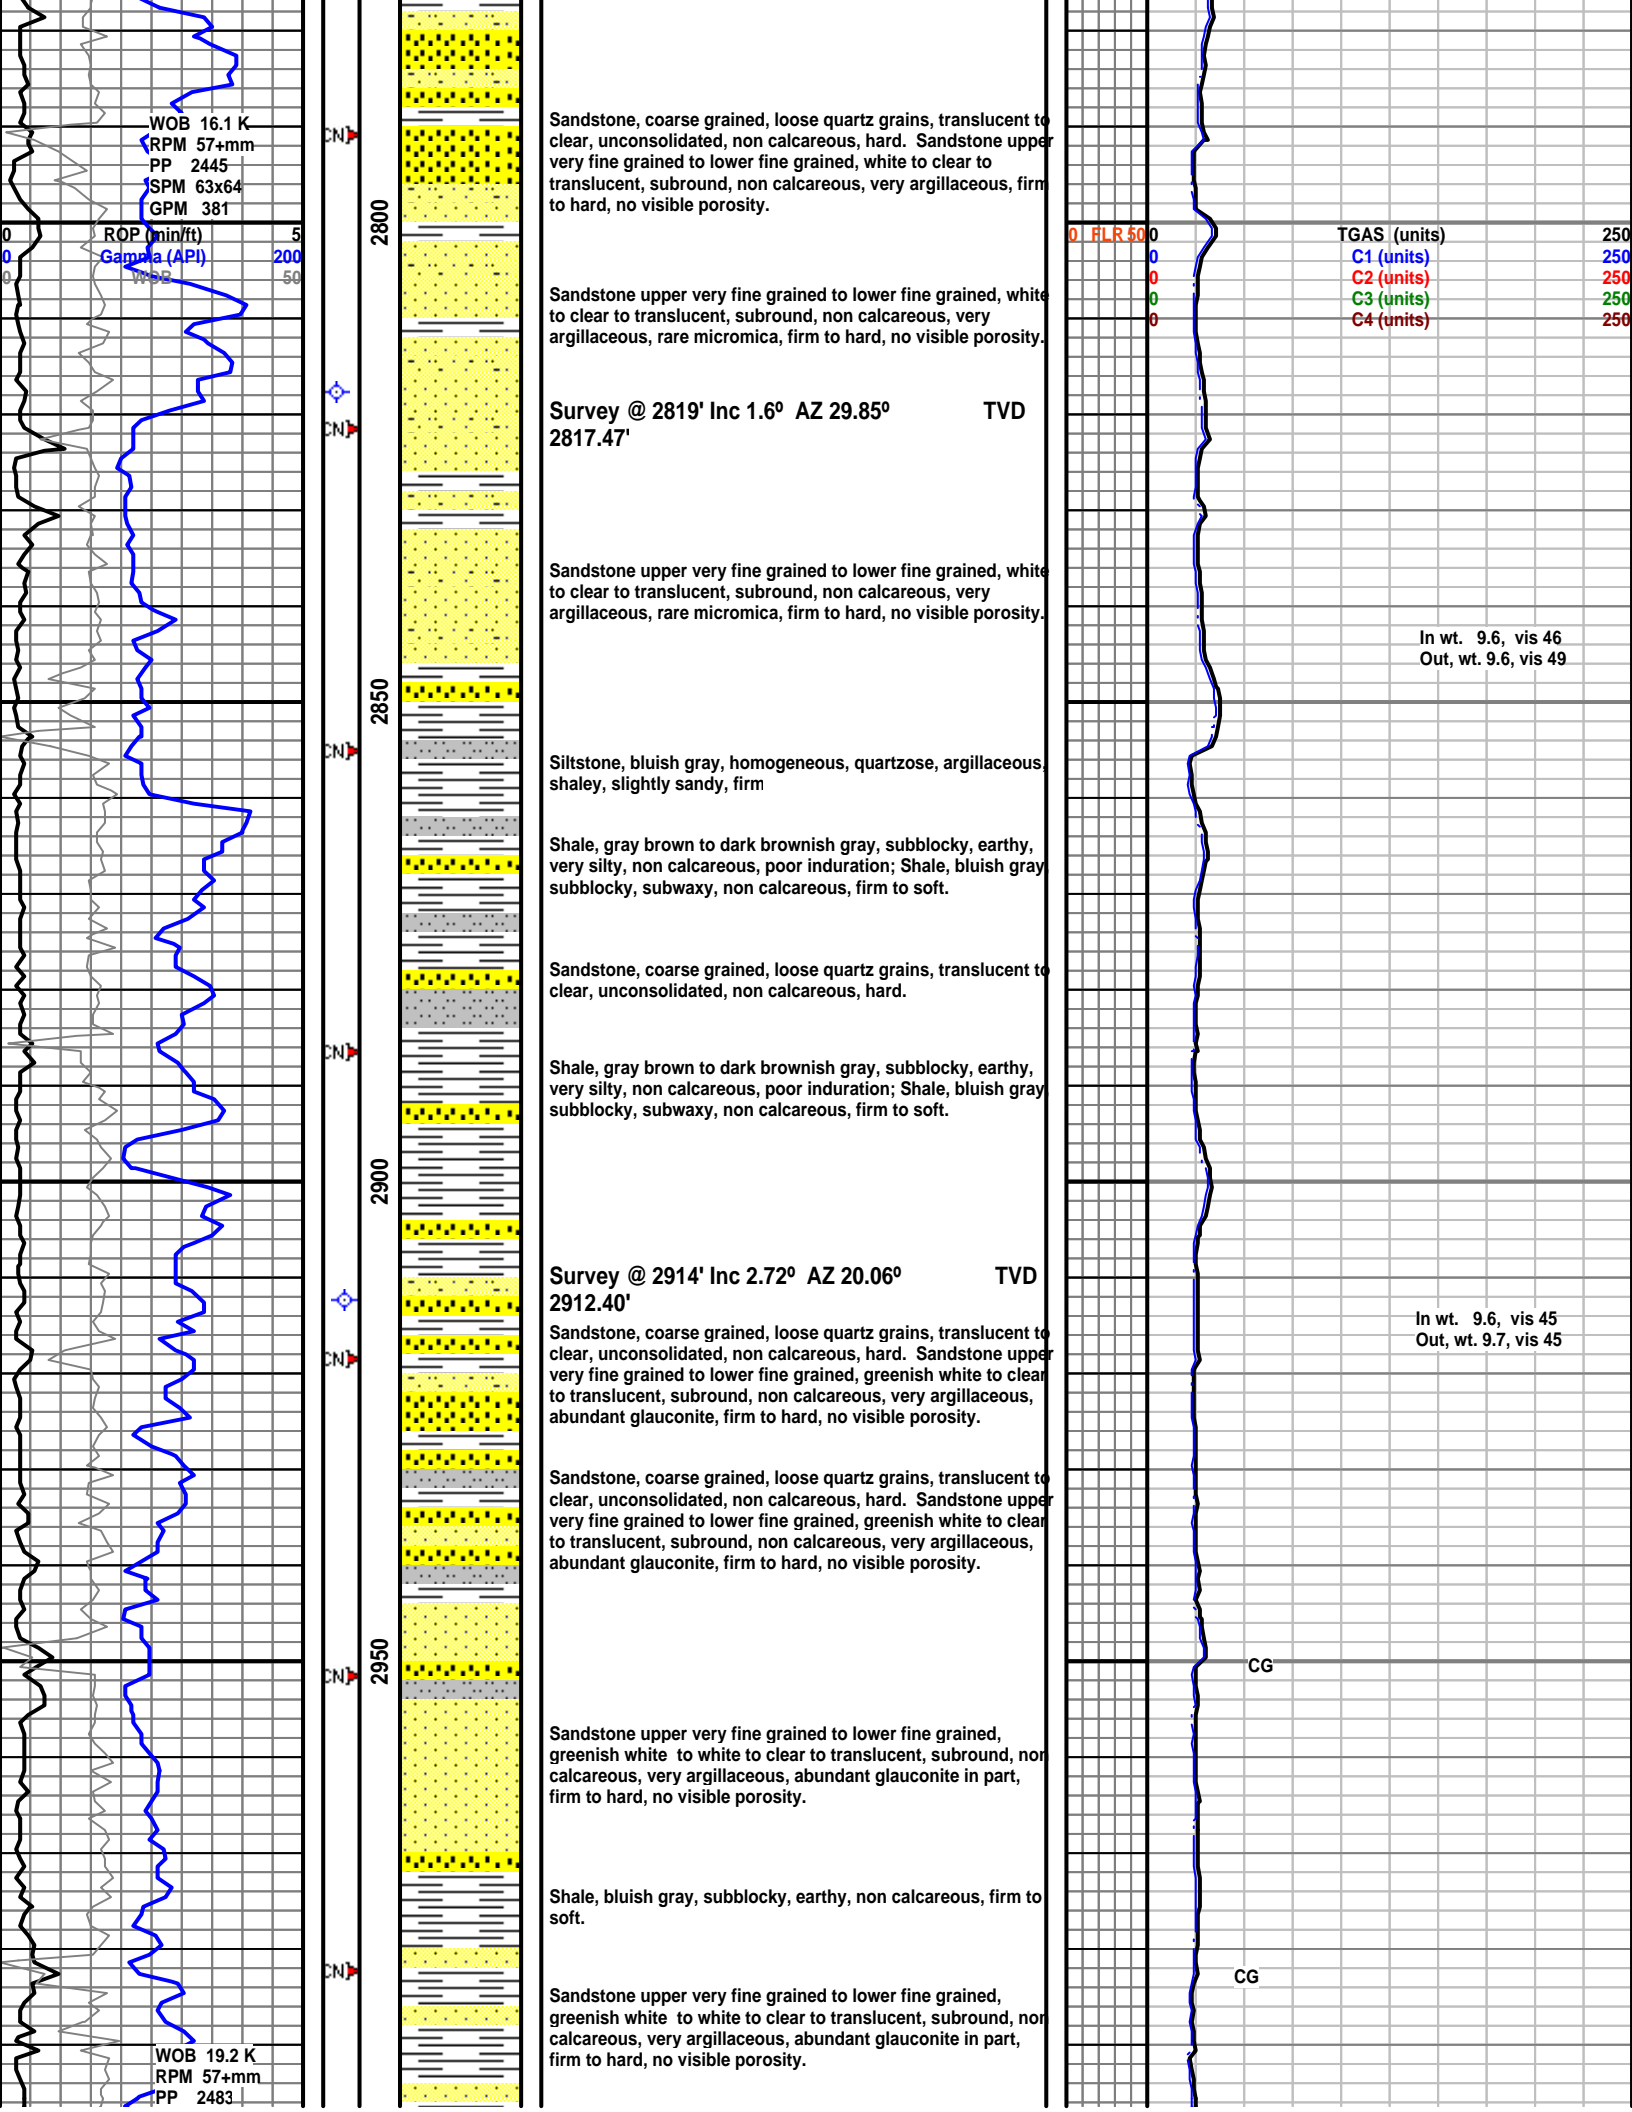 WOB 16.1 K
RPM 57+mm
PP 2445
SPM 63x64
GPM 381
0 ROP (min/ft) 5
0 Gamma (API) 200
0 WOB 50
WOB 19.2 K
RPM 57+mm
PP 2483
CN]
CN]
CN]
CN]
CN]
CN]
CN]
2800
2850
2900
2950
Sandstone, coarse grained, loose quartz grains, translucent to
clear, unconsolidated, non calcareous, hard. Sandstone upper
very fine grained to lower fine grained, white to clear to
translucent, subround, non calcareous, very argillaceous, firm
to hard, no visible porosity.
Sandstone upper very fine grained to lower fine grained, white
to clear to translucent, subround, non calcareous, very
argillaceous, rare micromica, firm to hard, no visible porosity.
Survey @ 2819' Inc 1.6º AZ 29.85º TVD
2817.47'
Sandstone upper very fine grained to lower fine grained, white
to clear to translucent, subround, non calcareous, very
argillaceous, rare micromica, firm to hard, no visible porosity.
Siltstone, bluish gray, homogeneous, quartzose, argillaceous,
shaley, slightly sandy, firm
Shale, gray brown to dark brownish gray, subblocky, earthy,
very silty, non calcareous, poor induration; Shale, bluish gray
subblocky, subwaxy, non calcareous, firm to soft.
Sandstone, coarse grained, loose quartz grains, translucent to
clear, unconsolidated, non calcareous, hard.
Shale, gray brown to dark brownish gray, subblocky, earthy,
very silty, non calcareous, poor induration; Shale, bluish gray
subblocky, subwaxy, non calcareous, firm to soft.
Survey @ 2914' Inc 2.72º AZ 20.06º TVD
2912.40'
Sandstone, coarse grained, loose quartz grains, translucent to
clear, unconsolidated, non calcareous, hard. Sandstone upper
very fine grained to lower fine grained, greenish white to clear
to translucent, subround, non calcareous, very argillaceous,
abundant glauconite, firm to hard, no visible porosity.
Sandstone, coarse grained, loose quartz grains, translucent to
clear, unconsolidated, non calcareous, hard. Sandstone upper
very fine grained to lower fine grained, greenish white to clear
to translucent, subround, non calcareous, very argillaceous,
abundant glauconite, firm to hard, no visible porosity.
Sandstone upper very fine grained to lower fine grained,
greenish white to white to clear to translucent, subround, non
calcareous, very argillaceous, abundant glauconite in part,
firm to hard, no visible porosity.
Shale, bluish gray, subblocky, earthy, non calcareous, firm to
soft.
Sandstone upper very fine grained to lower fine grained,
greenish white to white to clear to translucent, subround, non
calcareous, very argillaceous, abundant glauconite in part,
firm to hard, no visible porosity.
0 FLR 50
0 TGAS (units) 250
0 C1 (units) 250
0 C2 (units) 250
0 C3 (units) 250
0 C4 (units) 250
In wt. 9.6, vis 46
Out, wt. 9.6, vis 49
In wt. 9.6, vis 45
Out, wt. 9.7, vis 45
CG
CG